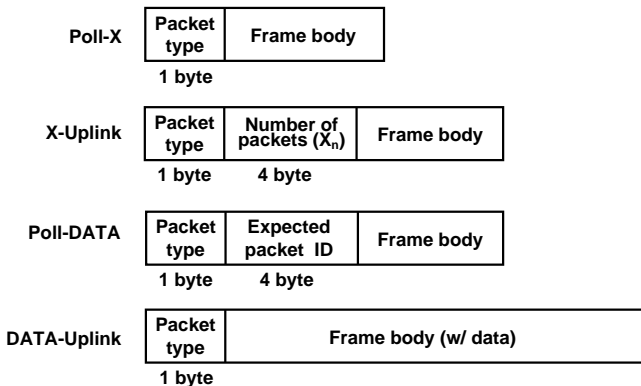 Poll-X
Packet type
Frame body
1 byte
X-Uplink
Packet type
Number of packets (Xn)
Frame body
1 byte
4 byte
Poll-DATA
Packet type
Expected packet ID
Frame body
1 byte
4 byte
DATA-Uplink
Packet type
Frame body (w/ data)
1 byte